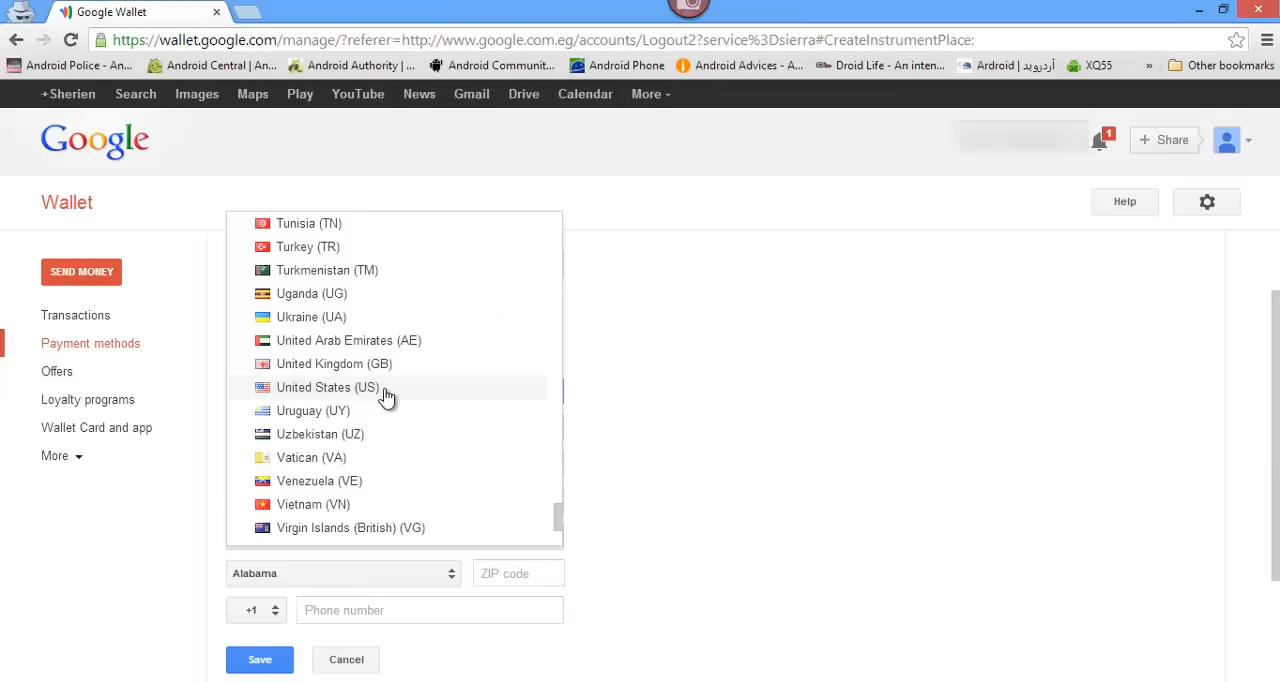 Google Wallet
https://wallet.google.com/manage/?referer=http://www.google.com.eg/accounts/Logout2?service%3Dsierra#CreateInstrumentPlace:
Android Police - An... Android Central | An... Android Authority | ... Android Communit... Android Phone Android Advices - A... Droid Life - An inten... Android | أردرويد XQ55 » Other bookmarks
+Sherien Search Images Maps Play YouTube News Gmail Drive Calendar More
Google
1
+ Share
Wallet
Help
SEND MONEY
Transactions
Payment methods
Offers
Loyalty programs
Wallet Card and app
More
Tunisia (TN)
Turkey (TR)
Turkmenistan (TM)
Uganda (UG)
Ukraine (UA)
United Arab Emirates (AE)
United Kingdom (GB)
United States (US)
Uruguay (UY)
Uzbekistan (UZ)
Vatican (VA)
Venezuela (VE)
Vietnam (VN)
Virgin Islands (British) (VG)
Alabama ZIP code
+1 Phone number
Save Cancel